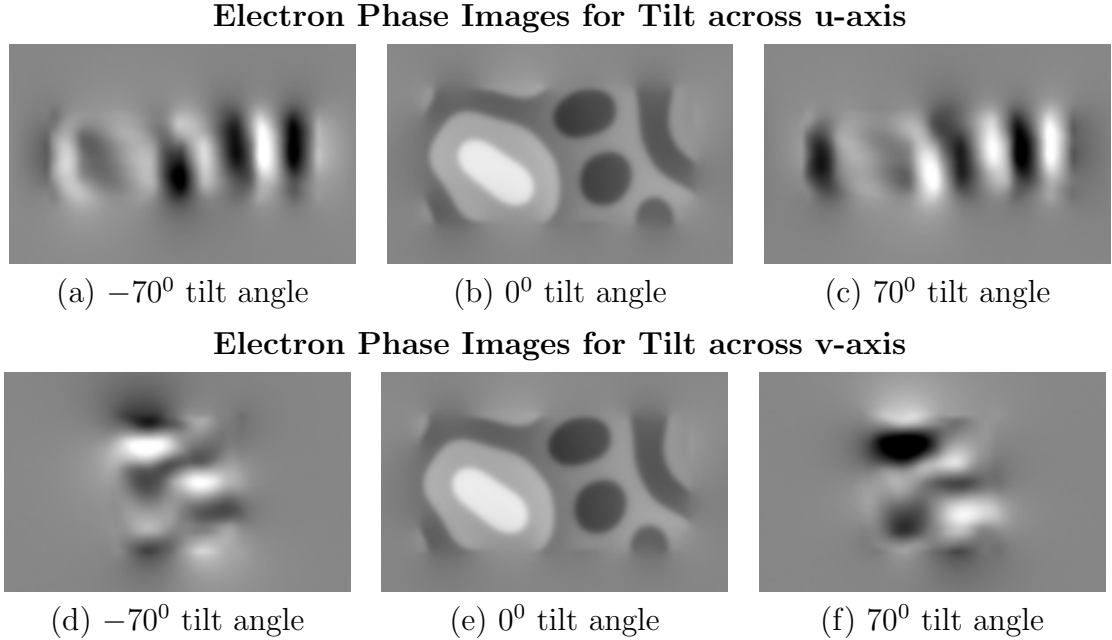 Electron Phase Images for Tilt across u-axis
(a) −70⁰ tilt angle
(b) 0⁰ tilt angle
(c) 70⁰ tilt angle
Electron Phase Images for Tilt across v-axis
(d) −70⁰ tilt angle
(e) 0⁰ tilt angle
(f) 70⁰ tilt angle